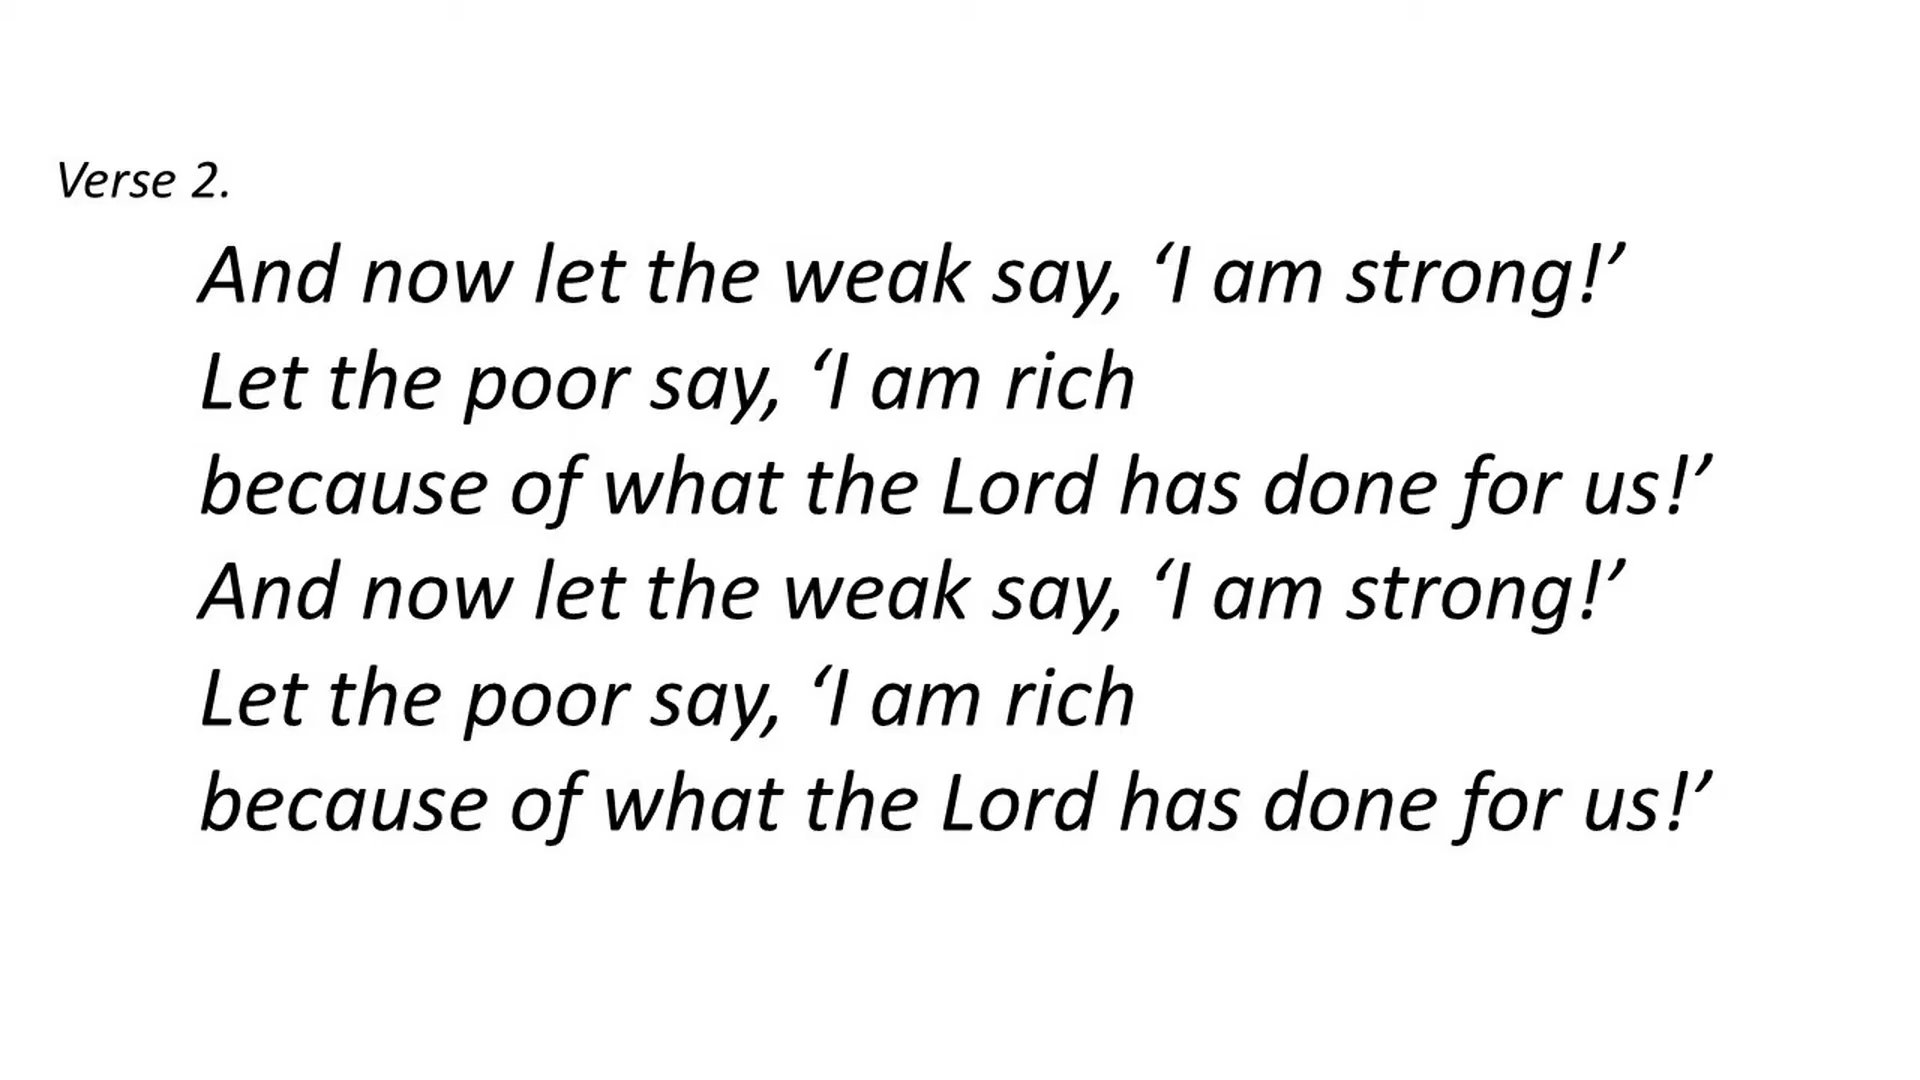 Verse 2.
And now let the weak say, ‘I am strong!’
Let the poor say, ‘I am rich
because of what the Lord has done for us!’
And now let the weak say, ‘I am strong!’
Let the poor say, ‘I am rich
because of what the Lord has done for us!’